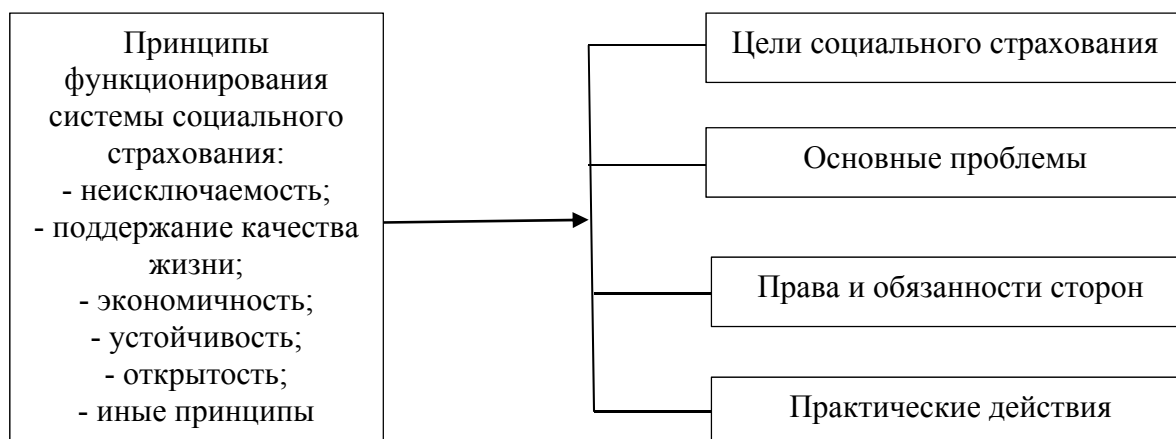 Принципы
функционирования
системы социального
страхования:
- неисключаемость;
- поддержание качества
жизни;
- экономичность;
- устойчивость;
- открытость;
- иные принципы
Цели социального страхования
Основные проблемы
Права и обязанности сторон
Практические действия